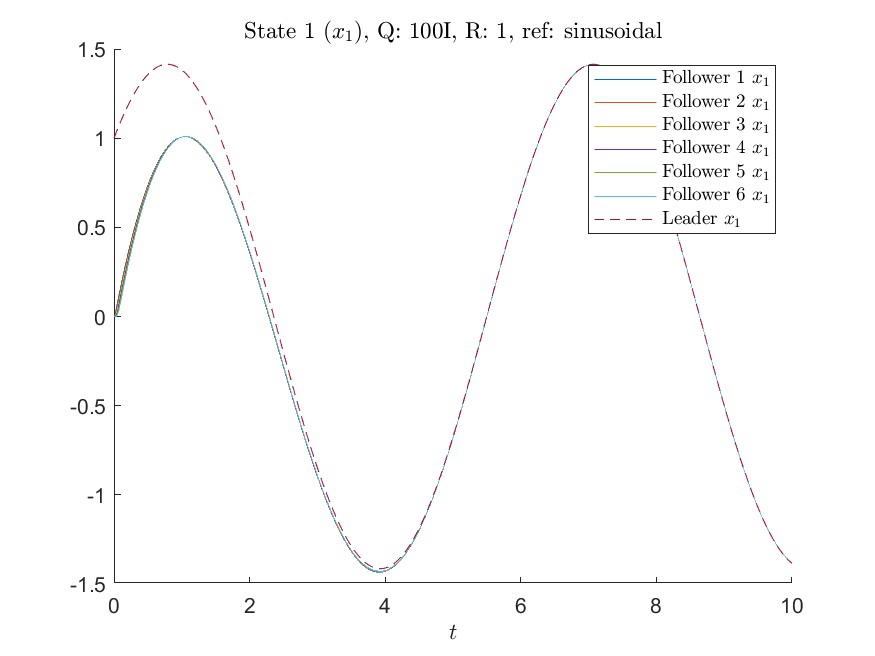 State 1 (x₁), Q: 100I, R: 1, ref: sinusoidal
1.5
1
0.5
0
-0.5
-1
-1.5
0 2 4 6 8 10
t
Follower 1 x₁
Follower 2 x₁
Follower 3 x₁
Follower 4 x₁
Follower 5 x₁
Follower 6 x₁
Leader x₁